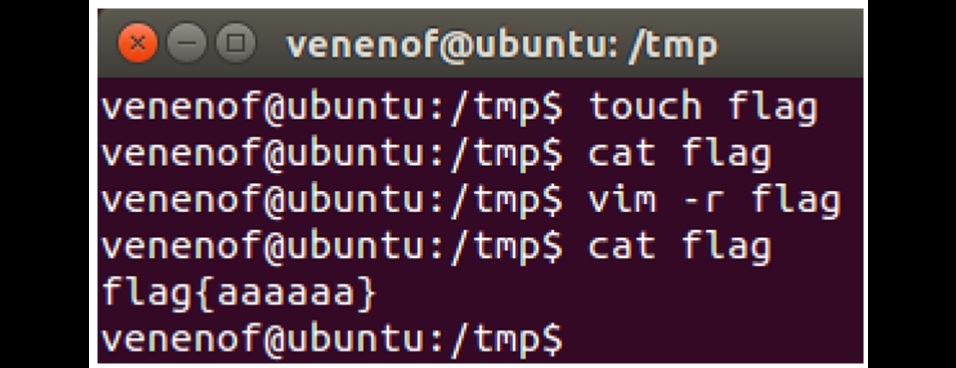 venenof@ubuntu: /tmp
venenof@ubuntu:/tmp$ touch flag
venenof@ubuntu:/tmp$ cat flag
venenof@ubuntu:/tmp$ vim -r flag
venenof@ubuntu:/tmp$ cat flag
flag{aaaaaa}
venenof@ubuntu:/tmp$